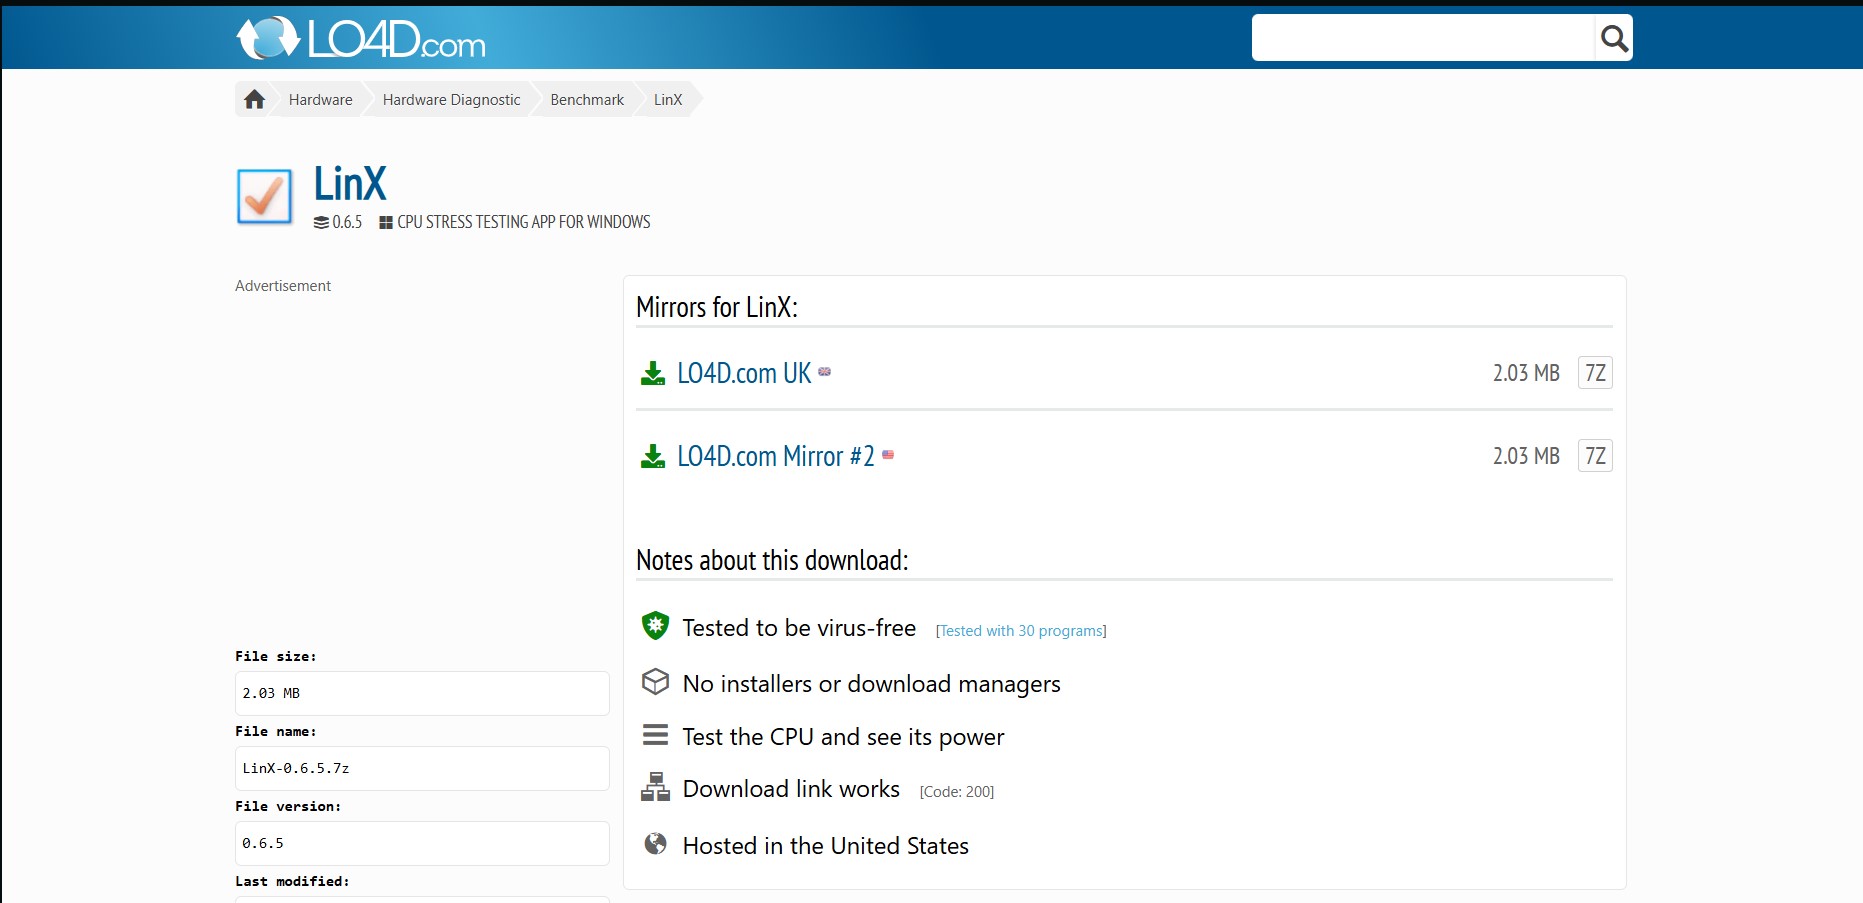 LO4D.com
Hardware
Hardware Diagnostic
Benchmark
LinX
LinX
0.6.5
CPU STRESS TESTING APP FOR WINDOWS
Advertisement
Mirrors for LinX:
LO4D.com UK
2.03 MB
7Z
LO4D.com Mirror #2
2.03 MB
7Z
Notes about this download:
Tested to be virus-free [Tested with 30 programs]
No installers or download managers
Test the CPU and see its power
Download link works [Code: 200]
Hosted in the United States
File size:
2.03 MB
File name:
LinX-0.6.5.7z
File version:
0.6.5
Last modified: